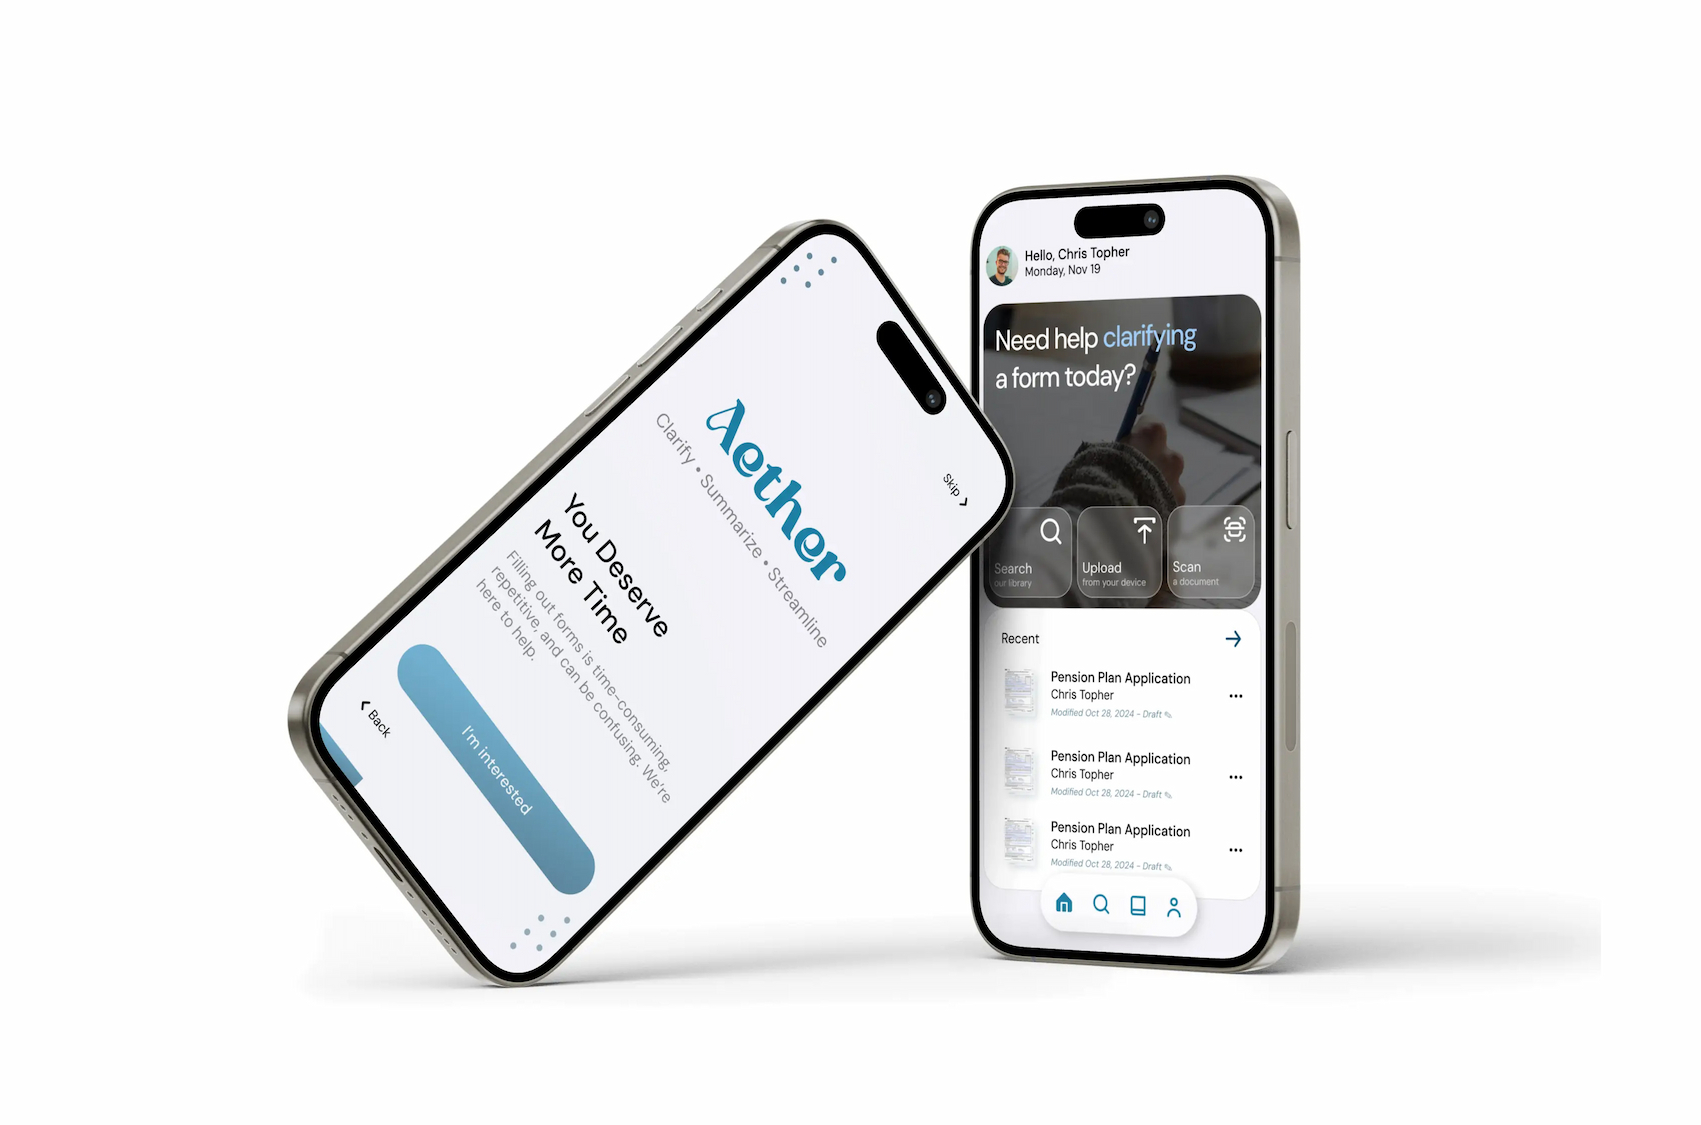 Aether
Clarify • Summarize • Streamline
You Deserve
More Time
Filling out forms is time-consuming,
repetitive, and can be confusing. We're
here to help.
I'm interested
Back
Skip
Hello, Chris Topher
Monday, Nov 19
Need help clarifying
a form today?
Search
our library
Upload
from your device
Scan
a document
Recent
Pension Plan Application
Chris Topher
Modified Oct 28, 2024 - Draft
Pension Plan Application
Chris Topher
Modified Oct 28, 2024 - Draft
Pension Plan Application
Chris Topher
Modified Oct 28, 2024 - Draft